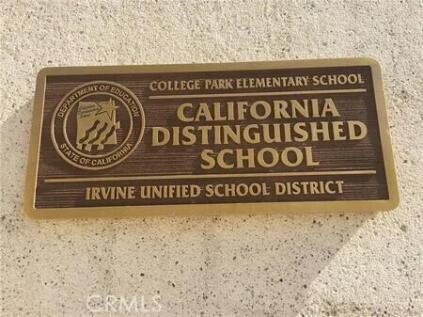 COLLEGE PARK ELEMENTARY SCHOOL
DEPARTMENT OF EDUCATION
STATE OF CALIFORNIA
CALIFORNIA
DISTINGUISHED
SCHOOL
IRVINE UNIFIED SCHOOL DISTRICT
CRMLS